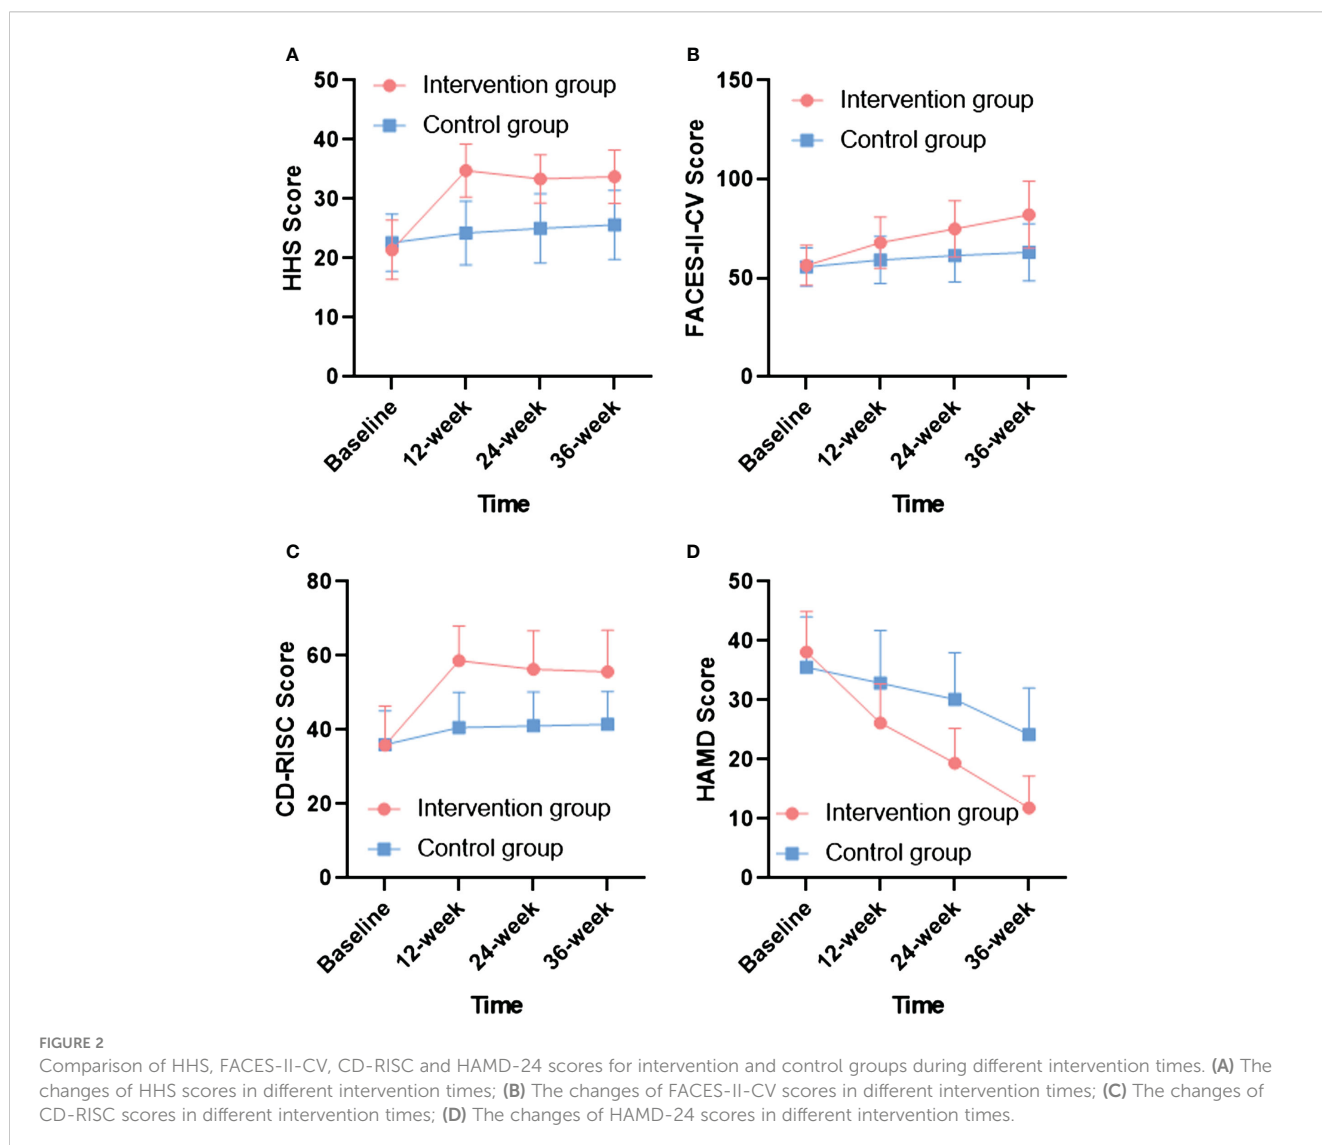 A
50
40
30
20
10
0
HHS Score
Intervention group
Control group
Baseline
12-week
24-week
36-week
Time
B
150
100
50
0
FACES-II-CV Score
Intervention group
Control group
Baseline
12-week
24-week
36-week
Time
C
80
60
40
20
0
CD-RISC Score
Intervention group
Control group
Baseline
12-week
24-week
36-week
Time
D
50
40
30
20
10
0
HAMD Score
Intervention group
Control group
Baseline
12-week
24-week
36-week
Time
FIGURE 2
Comparison of HHS, FACES-II-CV, CD-RISC and HAMD-24 scores for intervention and control groups during different intervention times. (A) The
changes of HHS scores in different intervention times; (B) The changes of FACES-II-CV scores in different intervention times; (C) The changes of
CD-RISC scores in different intervention times; (D) The changes of HAMD-24 scores in different intervention times.